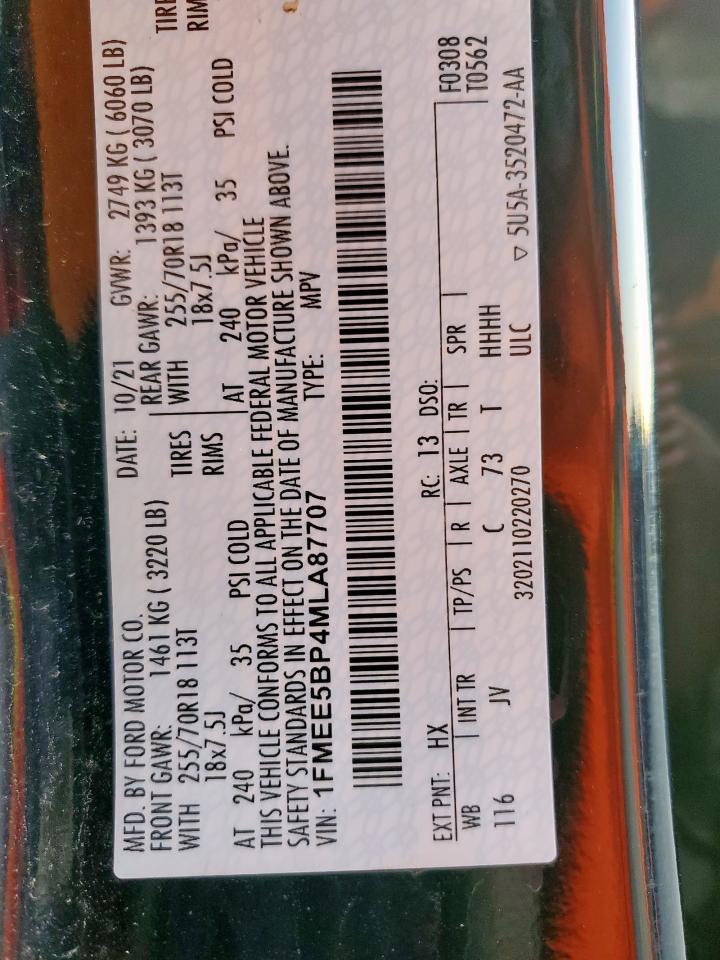 MFD. BY FORD MOTOR CO. DATE: 10/21 GVWR: 2749 KG ( 6060 LB)
FRONT GAWR: 1461 KG ( 3220 LB) REAR GAWR: 1393 KG ( 3070 LB)
WITH 255/70R18 113T TIRES WITH 255/70R18 113T TIRE
18x7.5J RIMS 18x7.5J RIM
AT 240 kPa/ 35 PSI COLD AT 240 kPa/ 35 PSI COLD
THIS VEHICLE CONFORMS TO ALL APPLICABLE FEDERAL MOTOR VEHICLE
SAFETY STANDARDS IN EFFECT ON THE DATE OF MANUFACTURE SHOWN ABOVE.
VIN: 1FMEE5BP4MLA87707 TYPE: MPV
EXT PNT: HX RC: 13 DSO: F0308
WB INT TR TP/PS R AXLE TR SPR T0562
116 JV C 73 T HHHH
3202110220270 ULC ▽ 5U5A-3520472-AA